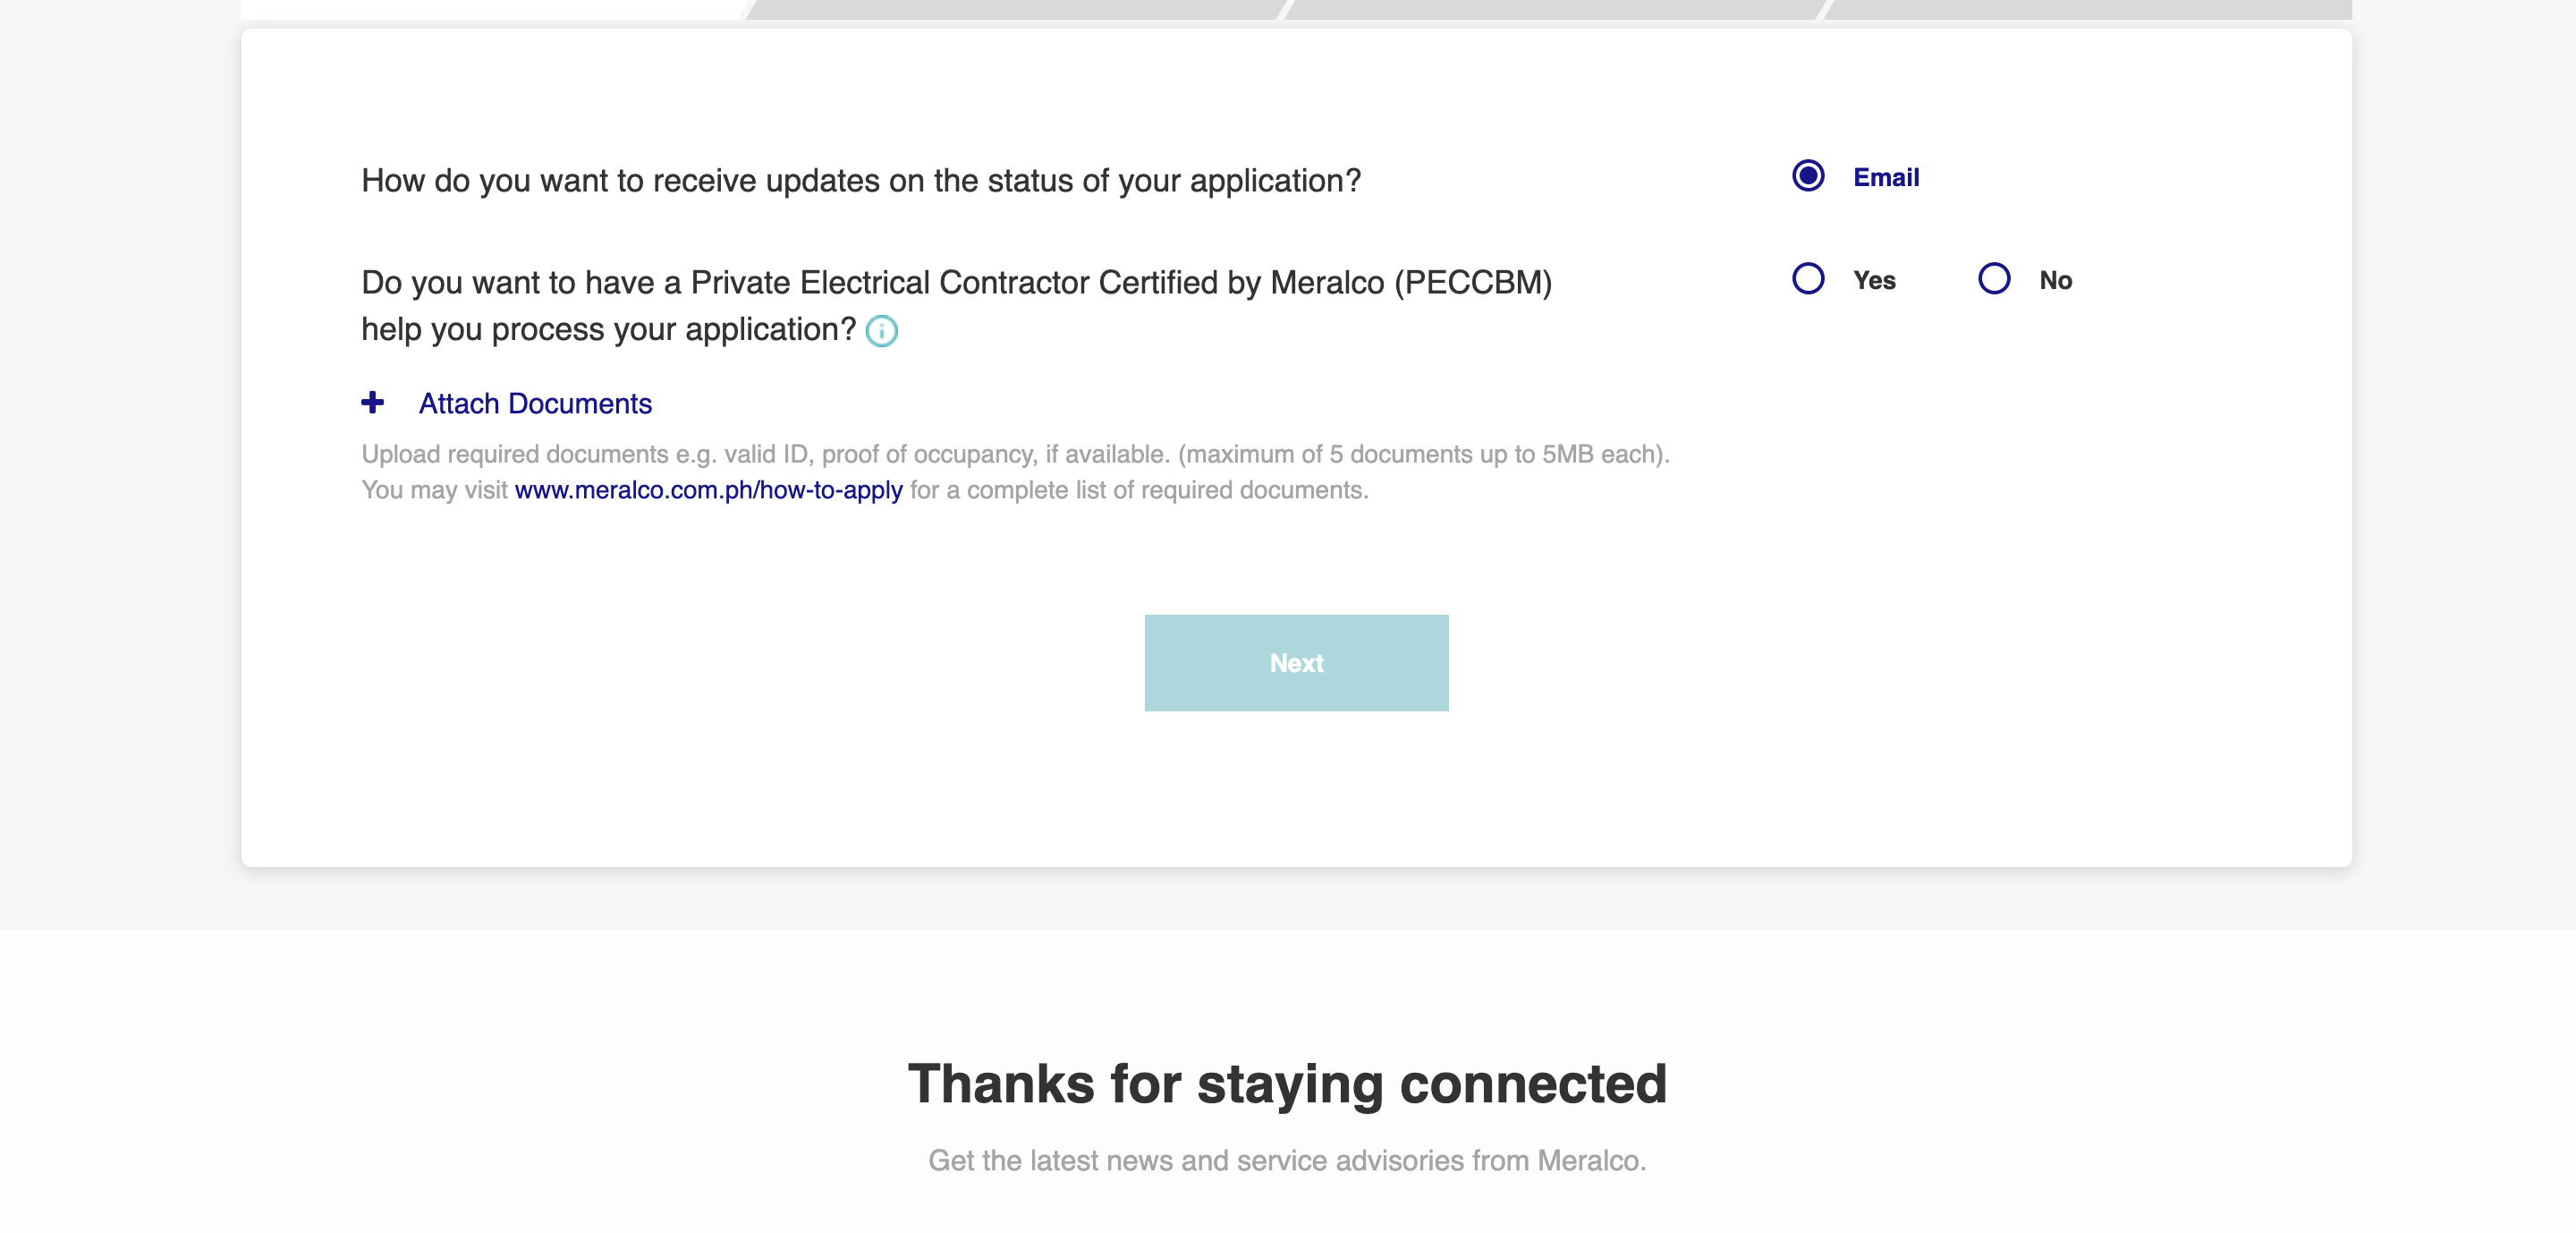 How do you want to receive updates on the status of your application?
Email
Do you want to have a Private Electrical Contractor Certified by Meralco (PECCBM)
help you process your application?
Yes
No
Attach Documents
Upload required documents e.g. valid ID, proof of occupancy, if available. (maximum of 5 documents up to 5MB each).
You may visit www.meralco.com.ph/how-to-apply for a complete list of required documents.
Next
Thanks for staying connected
Get the latest news and service advisories from Meralco.